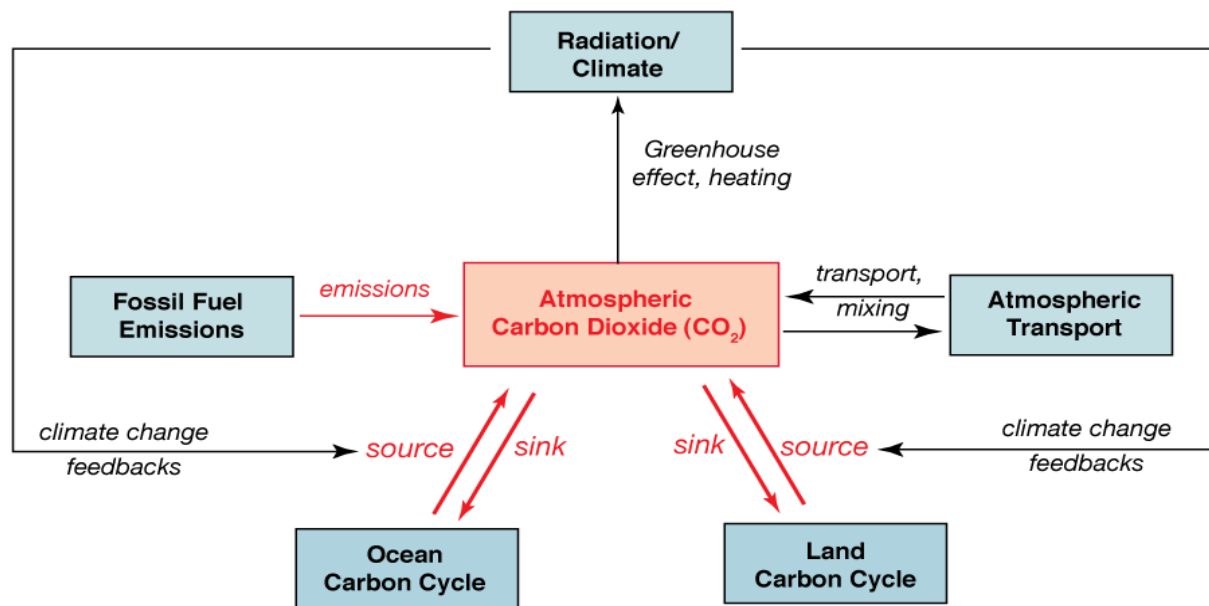 Radiation/
Climate
Greenhouse
effect, heating
Fossil Fuel
Emissions
emissions
Atmospheric
Carbon Dioxide (CO₂)
transport,
mixing
Atmospheric
Transport
climate change
feedbacks
source
sink
sink
source
climate change
feedbacks
Ocean
Carbon Cycle
Land
Carbon Cycle